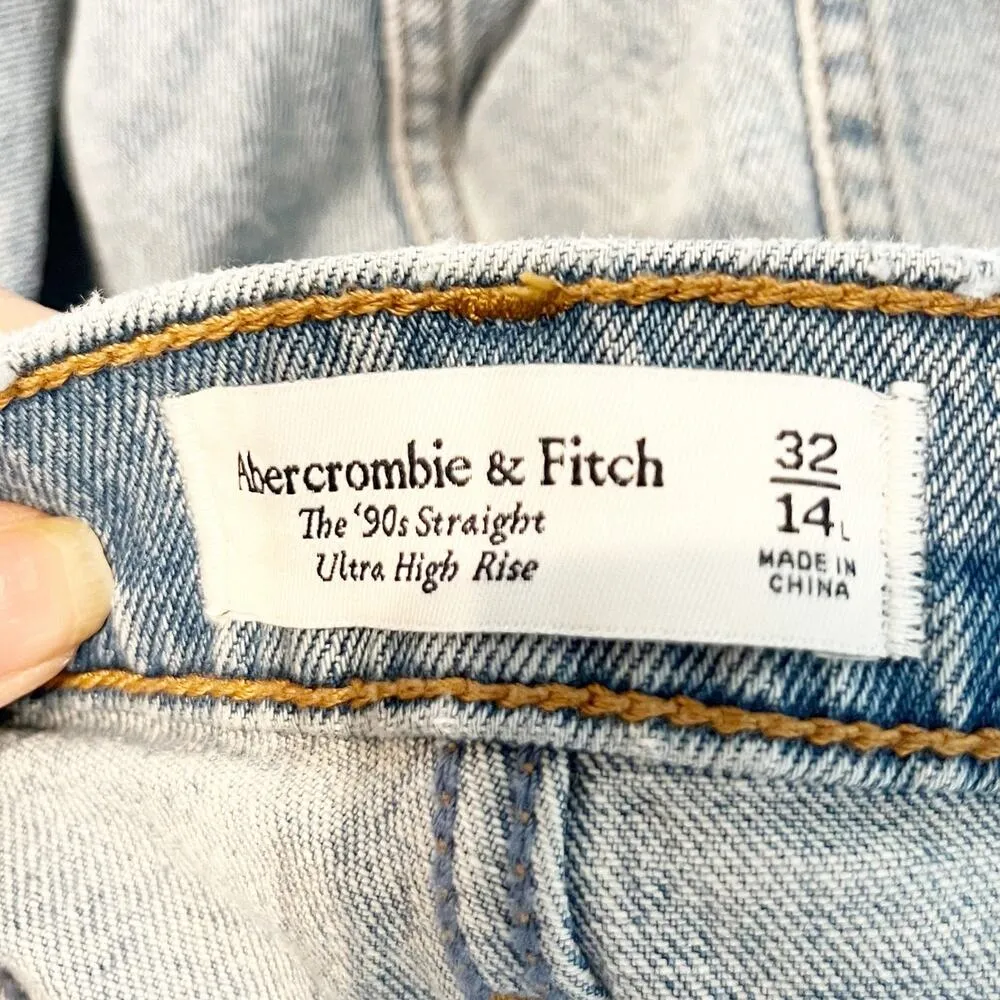 Abercrombie & Fitch
The ‘90s Straight
Ultra High Rise
32
14L
MADE IN
CHINA